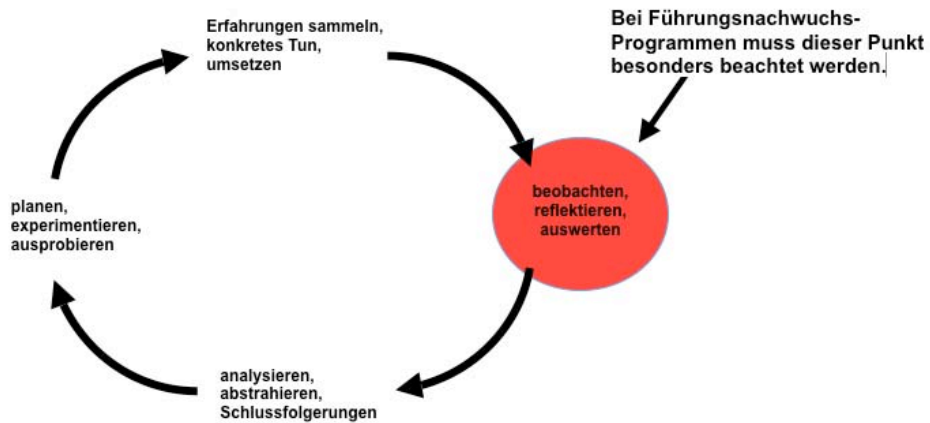 Erfahrungen sammeln,
konkretes Tun,
umsetzen
Bei Führungsnachwuchs-
Programmen muss dieser Punkt
besonders beachtet werden.
beobachten,
reflektieren,
auswerten
planen,
experimentieren,
ausprobieren
analysieren,
abstrahieren,
Schlussfolgerungen